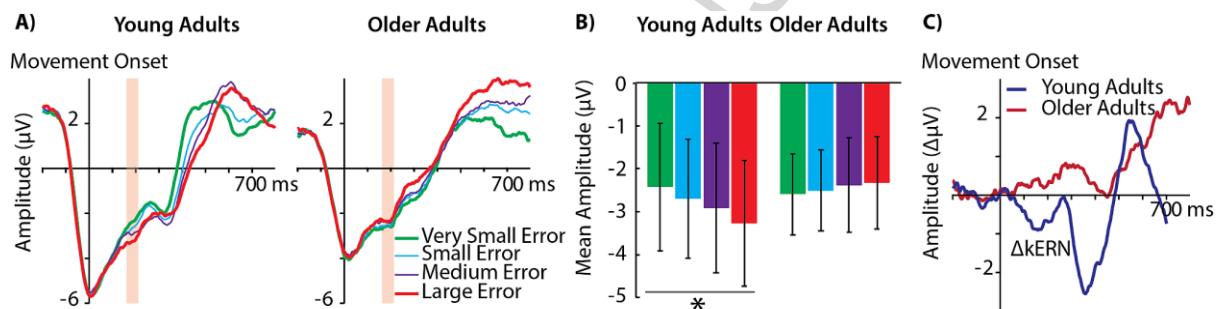 A)
Young Adults
Older Adults
Movement Onset
Amplitude (µV)
2
-6
700 ms
2
-6
700 ms
Very Small Error
Small Error
Medium Error
Large Error
B)
Young Adults Older Adults
Mean Amplitude (µV)
0
-1
-2
-3
-4
-5
*
C)
Movement Onset
Young Adults
Older Adults
Amplitude (ΔµV)
2
-2
700 ms
ΔkERN